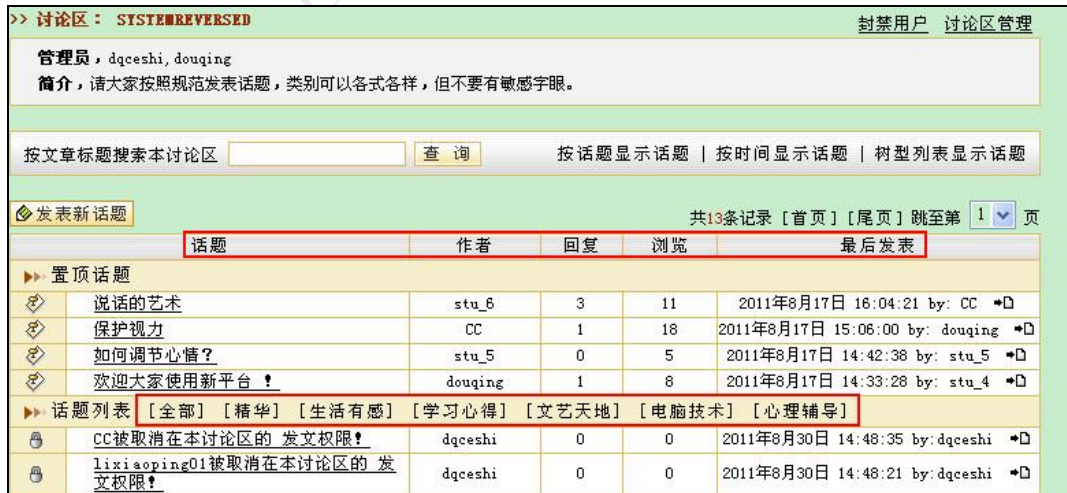 >> 讨论区： SYSTEMREVERSED 封禁用户 讨论区管理
管理员，dqceshi,douqing
简介，请大家按照规范发表话题，类别可以各式各样，但不要有敏感字眼。
按文章标题搜索本讨论区 查 询 按话题显示话题 | 按时间显示话题 | 树型列表显示话题
发表新话题 共13条记录 [首页] [尾页] 跳至第 1 页
话题 作者 回复 浏览 最后发表
置顶话题
说话的艺术 stu_6 3 11 2011年8月17日 16:04:21 by: CC
保护视力 CC 1 18 2011年8月17日 15:06:00 by: douqing
如何调节心情？ stu_5 0 5 2011年8月17日 14:42:38 by: stu_5
欢迎大家使用新平台 ！ douqing 1 8 2011年8月17日 14:33:28 by: stu_4
话题列表 [全部] [精华] [生活有感] [学习心得] [文艺天地] [电脑技术] [心理辅导]
CC被取消在本讨论区的 发文权限！ dqceshi 0 0 2011年8月30日 14:48:35 by:dqceshi
lixiaoping01被取消在本讨论区的 发
文权限！ dqceshi 0 0 2011年8月30日 14:48:21 by:dqceshi